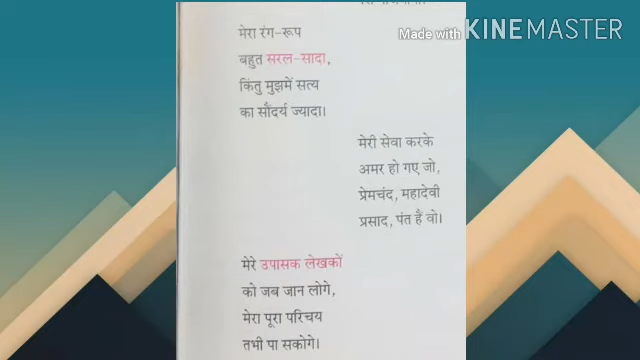 Made with KINEMASTER
मेरा रंग-रूप
बहुत सरल-सादा,
किंतु मुझमें सत्य
का सौंदर्य ज्यादा।
मेरी सेवा करके
अमर हो गए जो,
प्रेमचंद, महादेवी
प्रसाद, पंत हैं वो।
मेरे उपासक लेखकों
को जब जान लोगे,
मेरा पूरा परिचय
तभी पा सकोगे।